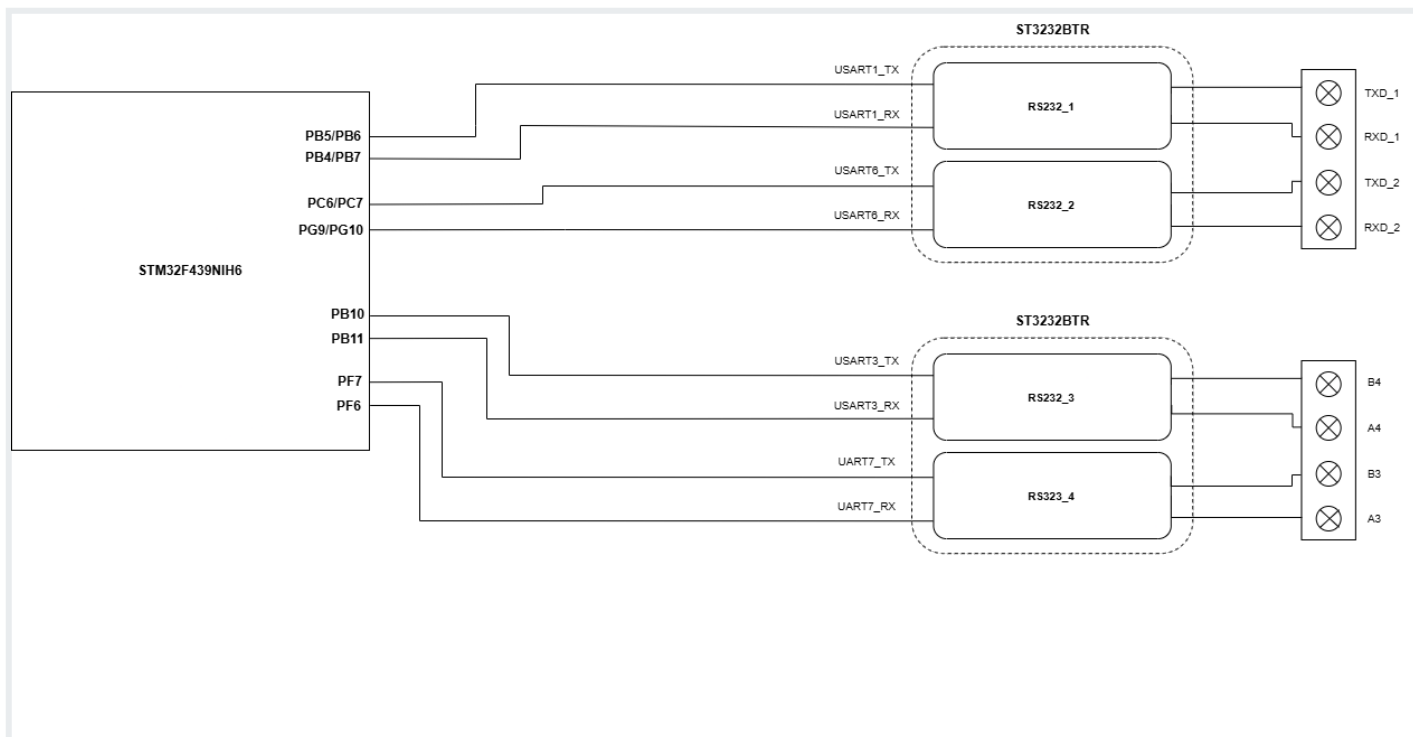 ST3232BTR
USART1_TX
TXD_1
RS232_1
USART1_RX
PB5/PB6
RXD_1
PB4/PB7
USART6_TX
TXD_2
PC6/PC7
RS232_2
USART6_RX
RXD_2
PG9/PG10
STM32F439NIH6
PB10
ST3232BTR
PB11
USART3_TX
PF7
B4
RS232_3
PF6
USART3_RX
A4
UART7_TX
B3
RS323_4
UART7_RX
A3